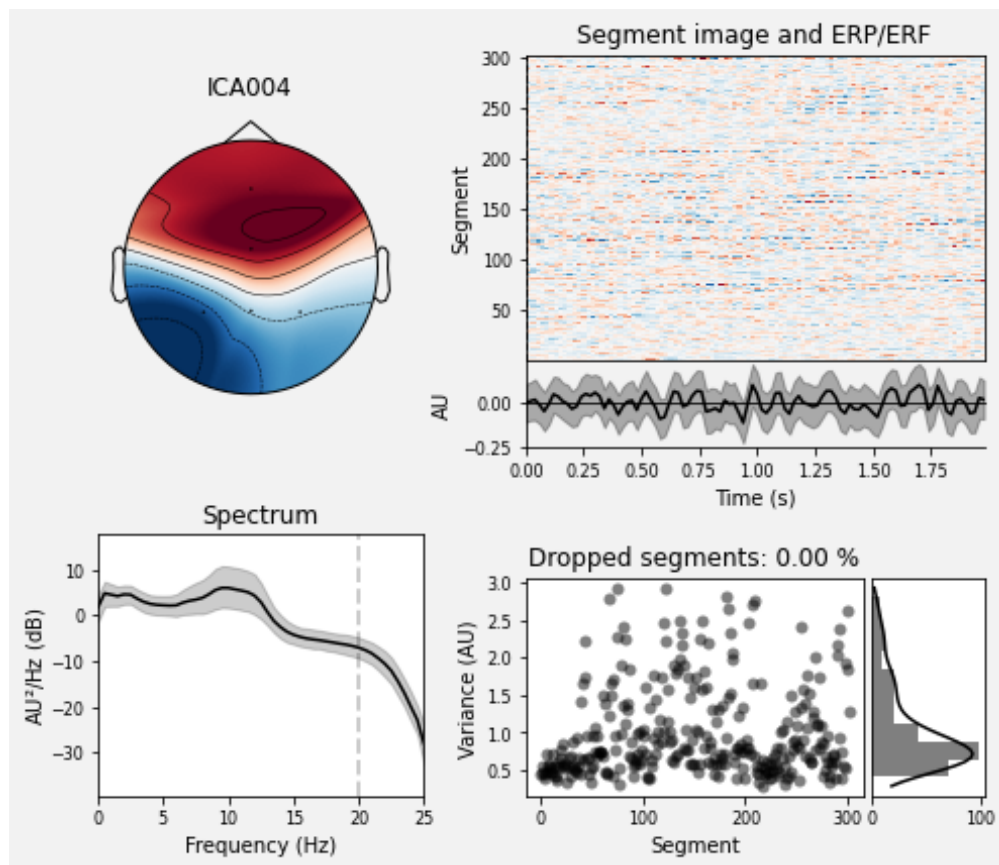 ICA004
Segment image and ERP/ERF
Segment
300
250
200
150
100
50
AU
0.00
−0.25
0.00 0.25 0.50 0.75 1.00 1.25 1.50 1.75
Time (s)
Spectrum
AU²/Hz (dB)
10
0
−10
−20
−30
0 5 10 15 20 25
Frequency (Hz)
Dropped segments: 0.00 %
Variance (AU)
3.0
2.5
2.0
1.5
1.0
0.5
0 100 200 300
Segment
0 100